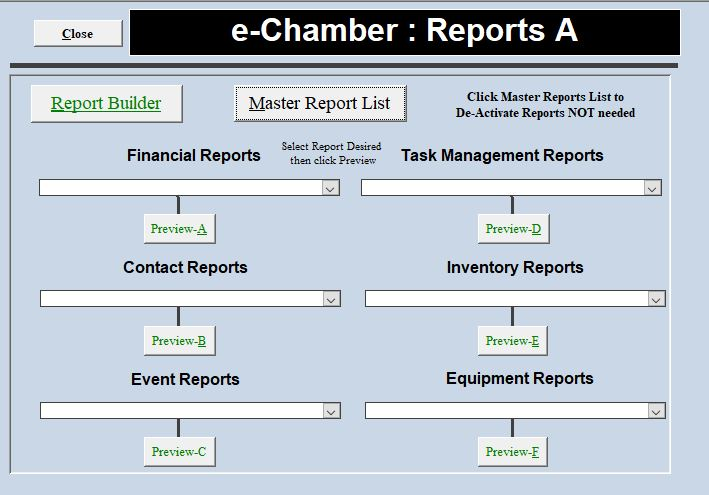 Close
e-Chamber : Reports A
Report Builder
Master Report List
Click Master Reports List to
De-Activate Reports NOT needed
Financial Reports
Select Report Desired
then click Preview
Task Management Reports
Preview-A
Preview-D
Contact Reports
Inventory Reports
Preview-B
Preview-E
Event Reports
Equipment Reports
Preview-C
Preview-F